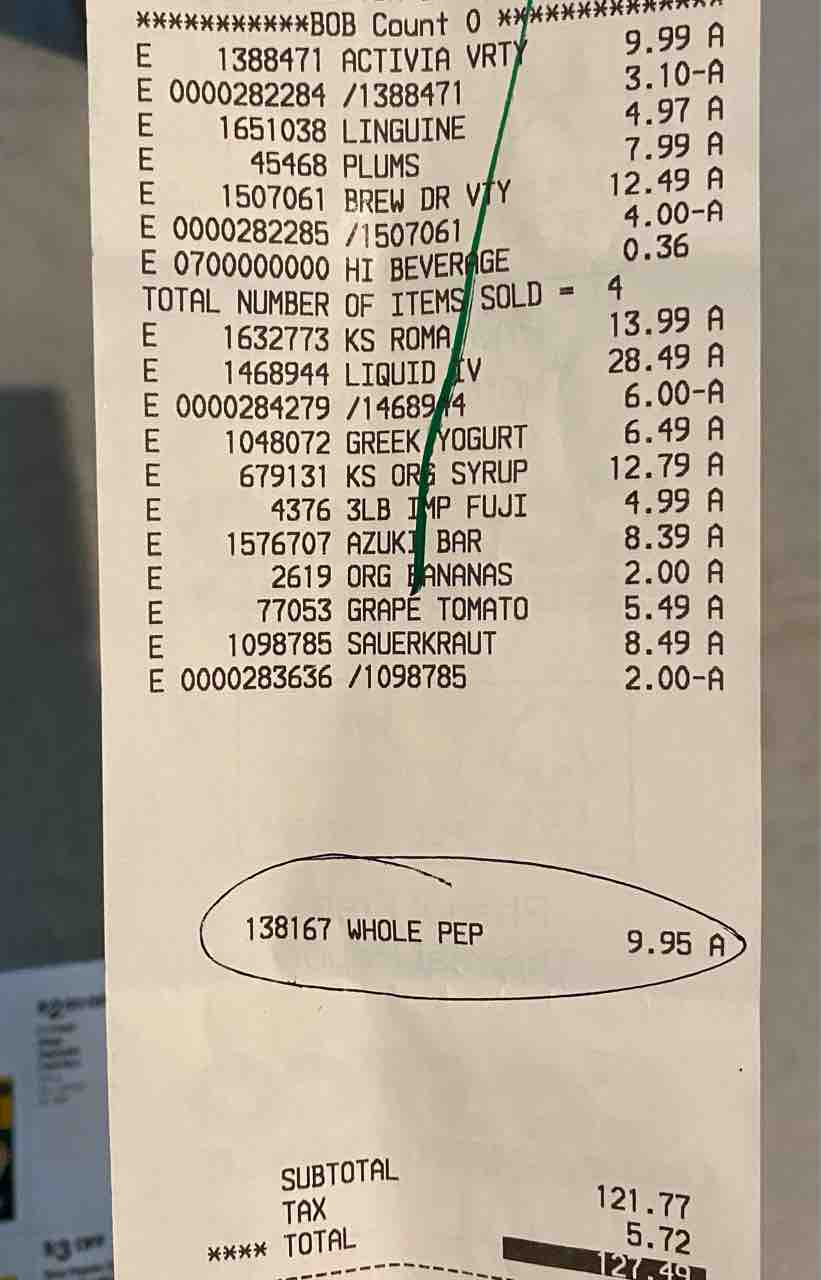 ***********BOB Count 0 **************
E 1388471 ACTIVIA VRTY 9.99 A
E 0000282284 /1388471 3.10-A
E 1651038 LINGUINE 4.97 A
E 45468 PLUMS 7.99 A
E 1507061 BREW DR VTY 12.49 A
E 0000282285 /1507061 4.00-A
E 0700000000 HI BEVERAGE 0.36
TOTAL NUMBER OF ITEMS SOLD = 4
E 1632773 KS ROMA 13.99 A
E 1468944 LIQUID IV 28.49 A
E 0000284279 /1468944 6.00-A
E 1048072 GREEK YOGURT 6.49 A
E 679131 KS ORG SYRUP 12.79 A
E 4376 3LB IMP FUJI 4.99 A
E 1576707 AZUKI BAR 8.39 A
E 2619 ORG BANANAS 2.00 A
E 77053 GRAPE TOMATO 5.49 A
E 1098785 SAUERKRAUT 8.49 A
E 0000283636 /1098785 2.00-A
138167 WHOLE PEP 9.95 A
SUBTOTAL 121.77
TAX 5.72
**** TOTAL 127.49
$3 OFF